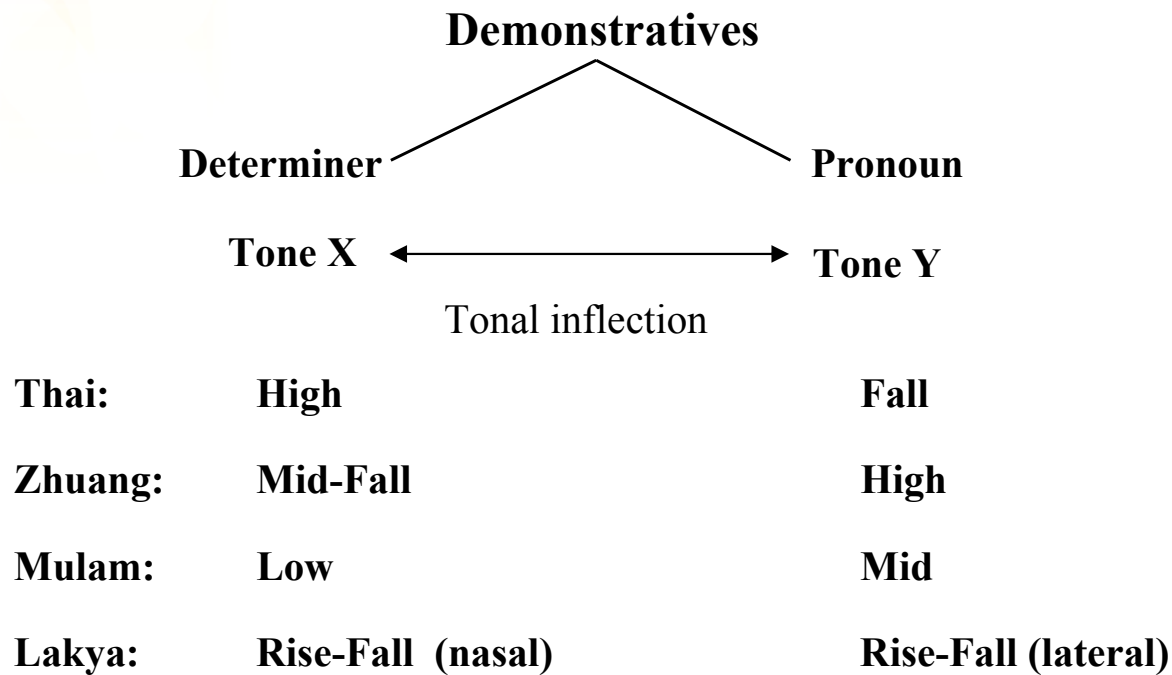 Demonstratives
Determiner Pronoun
Tone X Tone Y
Tonal inflection
Thai: High Fall
Zhuang: Mid-Fall High
Mulam: Low Mid
Lakya: Rise-Fall (nasal) Rise-Fall (lateral)